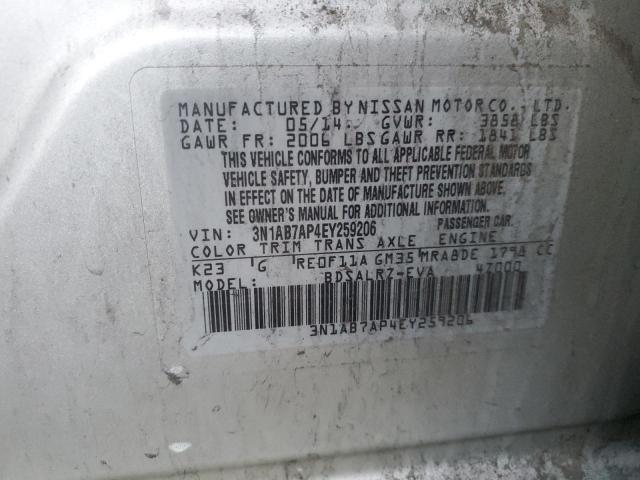 MANUFACTURED BY NISSAN MOTOR CO., LTD.
DATE: 05/14 GVWR: 3858 LBS
GAWR FR: 2006 LBS GAWR RR: 1841 LBS
THIS VEHICLE CONFORMS TO ALL APPLICABLE FEDERAL MOTOR
VEHICLE SAFETY, BUMPER AND THEFT PREVENTION STANDARDS
IN EFFECT ON THE DATE OF MANUFACTURE SHOWN ABOVE.
SEE OWNER'S MANUAL FOR ADDITIONAL INFORMATION.
VIN: 3N1AB7AP4EY259206 PASSENGER CAR
COLOR TRIM TRANS AXLE ENGINE
K23 G RE0F11A GM35 MRA8DE 1798 CC
MODEL: BDSALRZ-EVA 47000
3N1AB7AP4EY259206